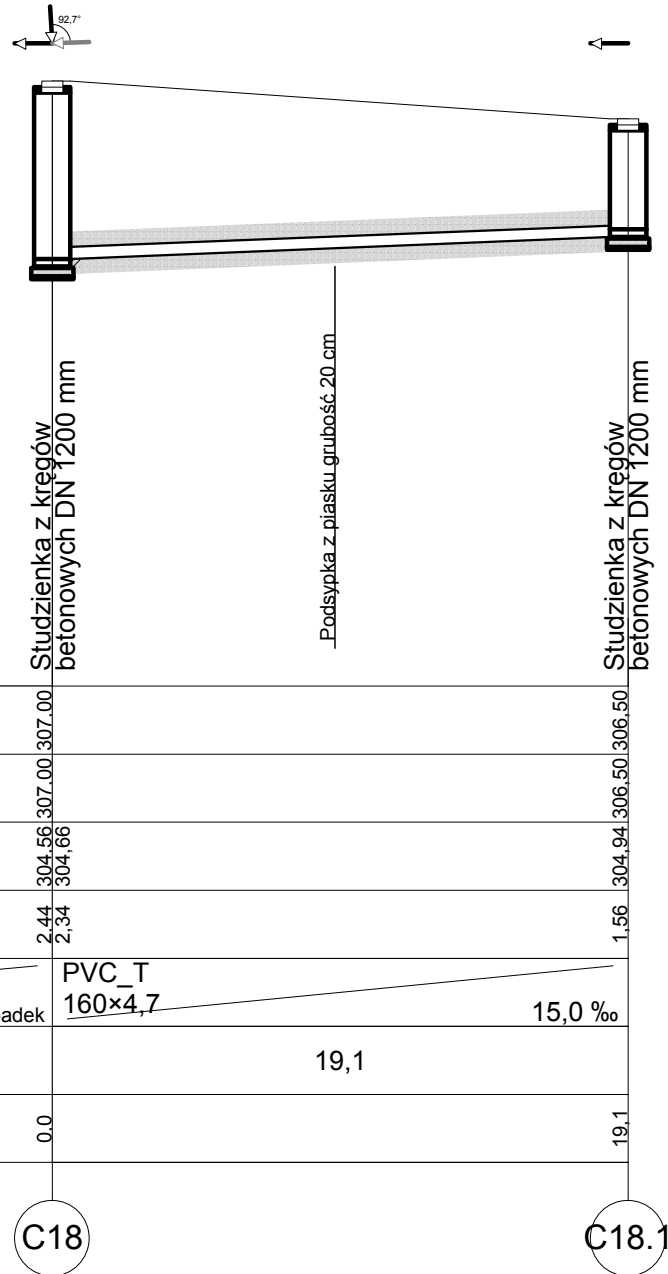 92,7°
Studzienka z kręgów
betonowych DN 1200 mm
Podsypka z piasku grubość 20 cm
Studzienka z kręgów
betonowych DN 1200 mm
307.00
306,50
307.00
306,50
304.56
304,66
304,94
2,44
2,34
1,56
PVC_T
160×4,7
adek
15,0 ‰
19,1
0.0
19,1
C18
C18.1